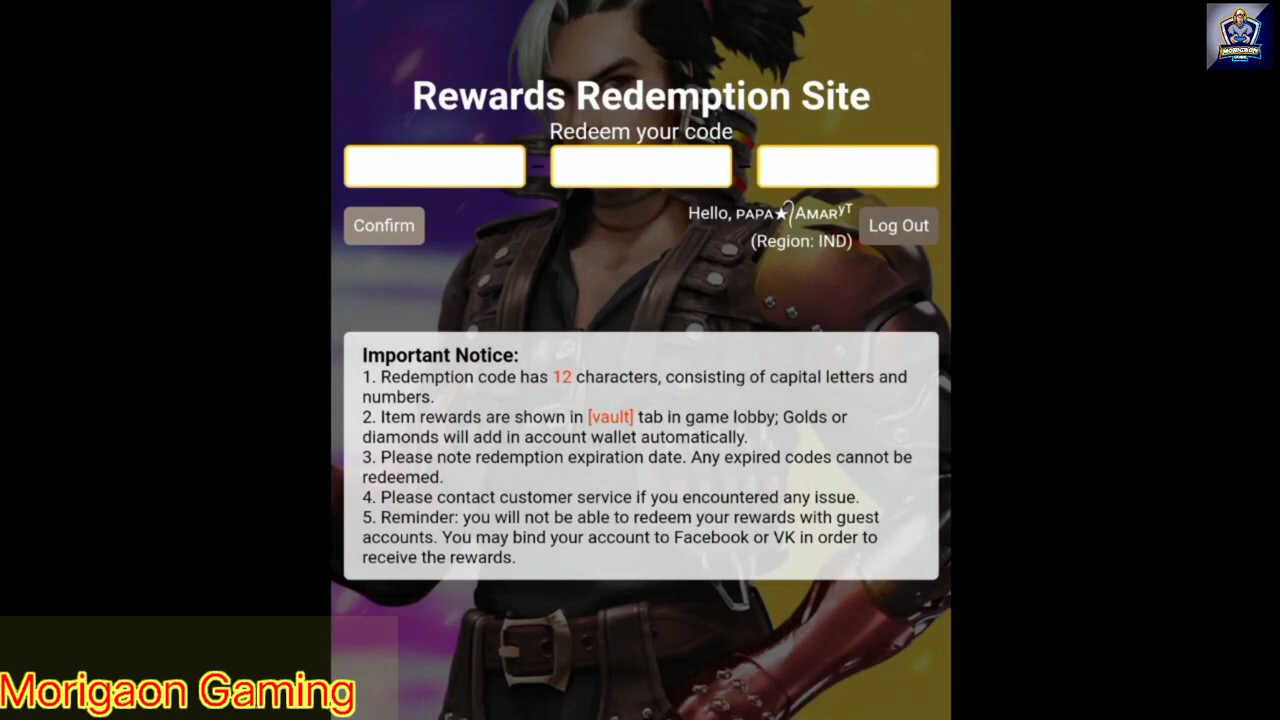 MORIGAON
Rewards Redemption Site
Redeem your code
- -
Confirm
Hello, ᴘᴀᴘᴀ★᭄ᴀᴍᴀʀʸᵀ
(Region: IND)
Log Out
Important Notice:
1. Redemption code has 12 characters, consisting of capital letters and
numbers.
2. Item rewards are shown in [vault] tab in game lobby; Golds or
diamonds will add in account wallet automatically.
3. Please note redemption expiration date. Any expired codes cannot be
redeemed.
4. Please contact customer service if you encountered any issue.
5. Reminder: you will not be able to redeem your rewards with guest
accounts. You may bind your account to Facebook or VK in order to
receive the rewards.
Morigaon Gaming